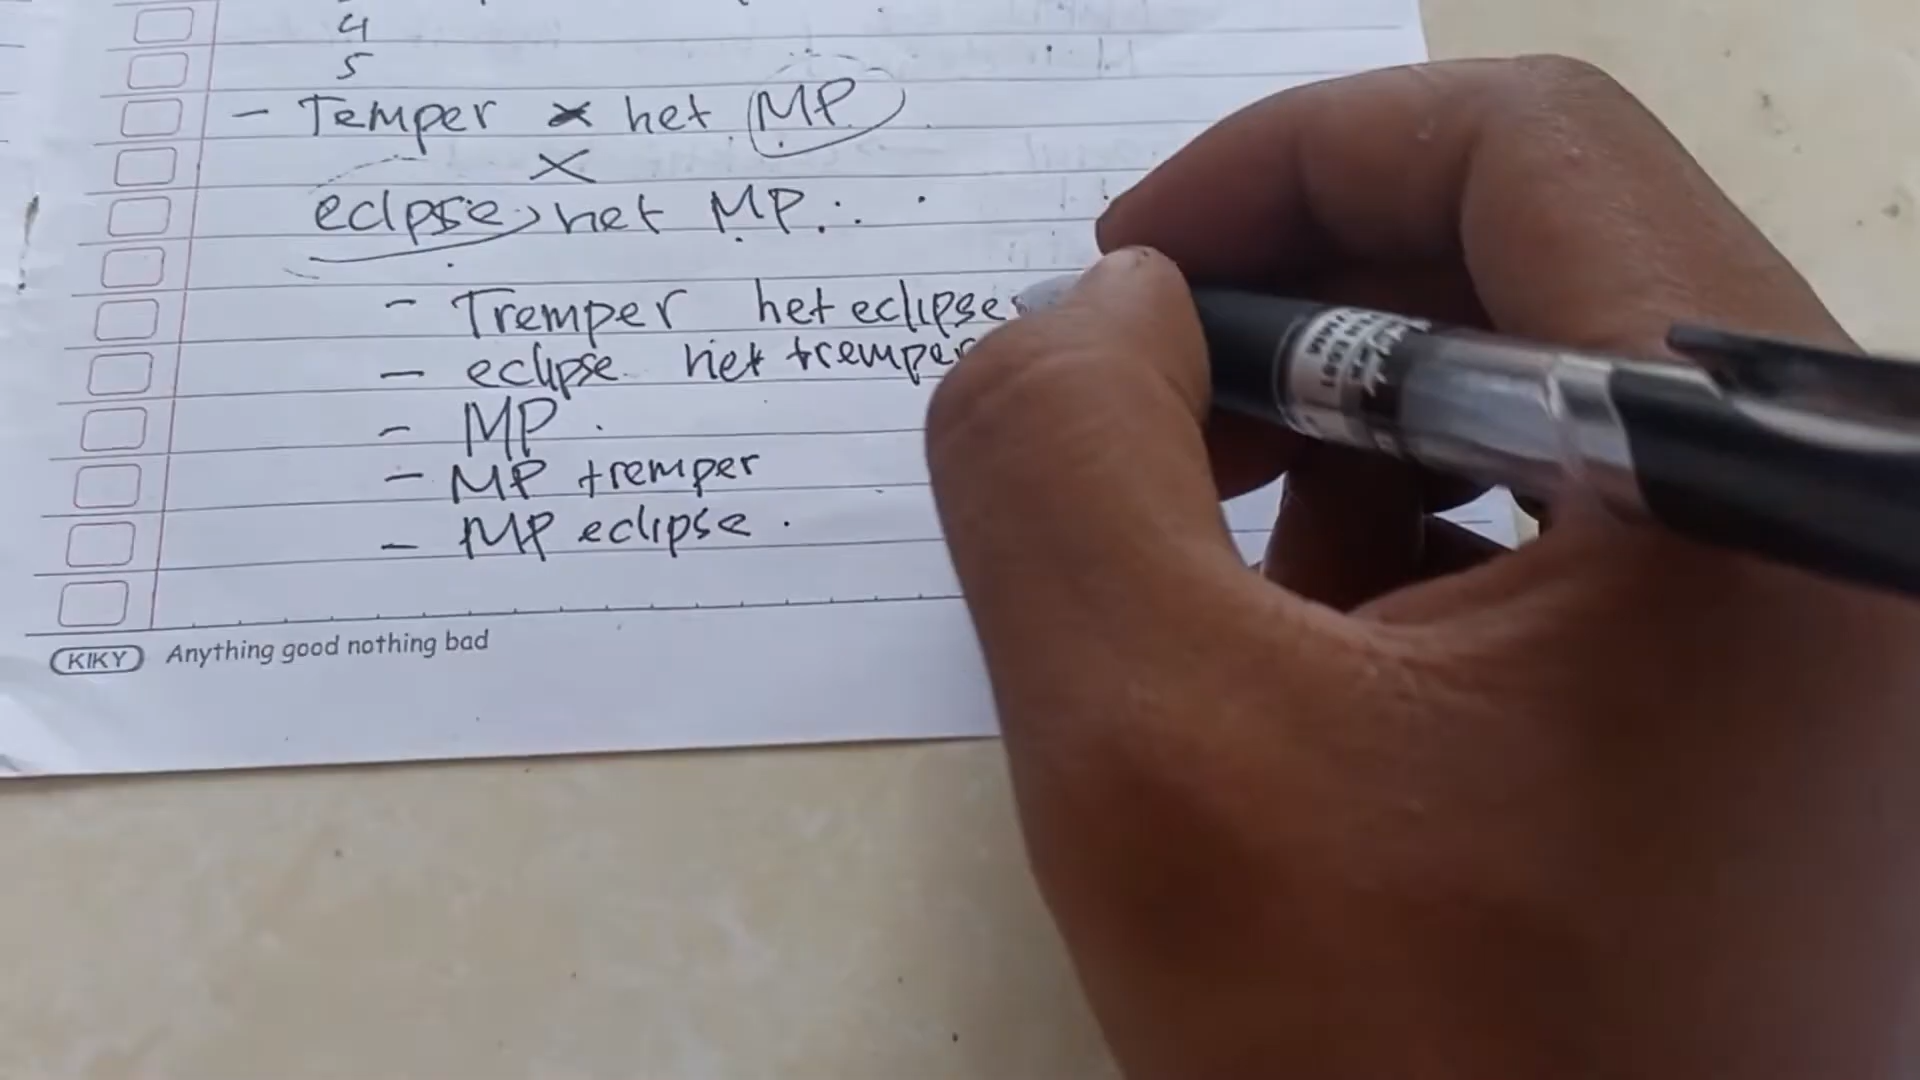 4
5
- Temper x het MP
X
eclpse het MP.
- Tremper het eclipse
- eclipse het tremper
- MP.
- MP tremper
- MP eclipse.
KIKY Anything good nothing bad